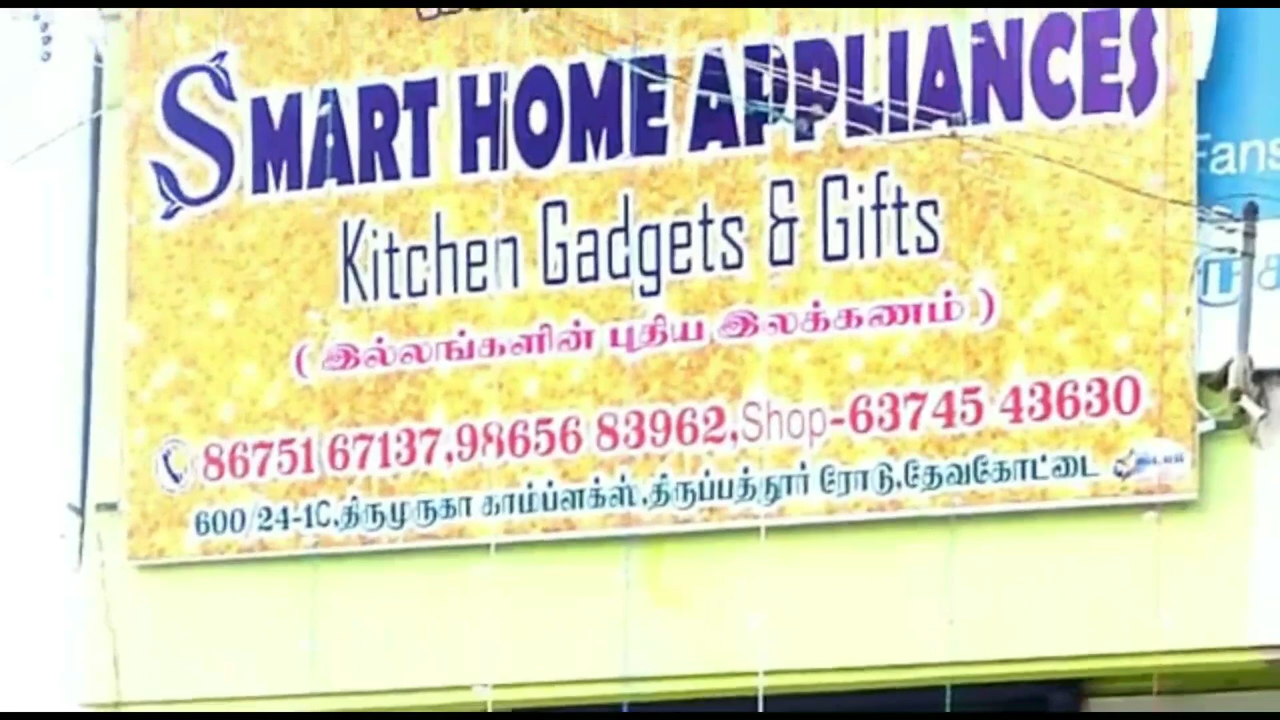 SMART HOME APPLIANCES
Kitchen Gadgets & Gifts
( இல்லங்களின் புதிய இலக்கணம் )
86751 67137,98656 83962,Shop-63745 43630
600/24-1C,திருமுருகா காம்ப்ளக்ஸ்,திருப்பத்தூர் ரோடு,தேவகோட்டை
Fans